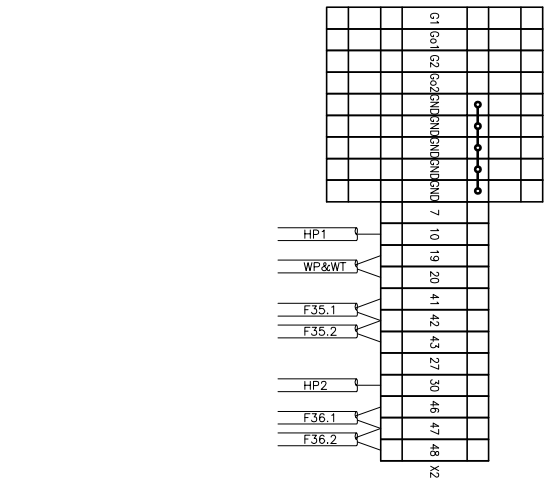 G1
Go1
G2
Go2
GND
GND
GND
GND
GND
7
HP1
10
WP&WT
19
20
F35.1
41
42
F35.2
43
27
HP2
30
F36.1
46
47
F36.2
48
X2